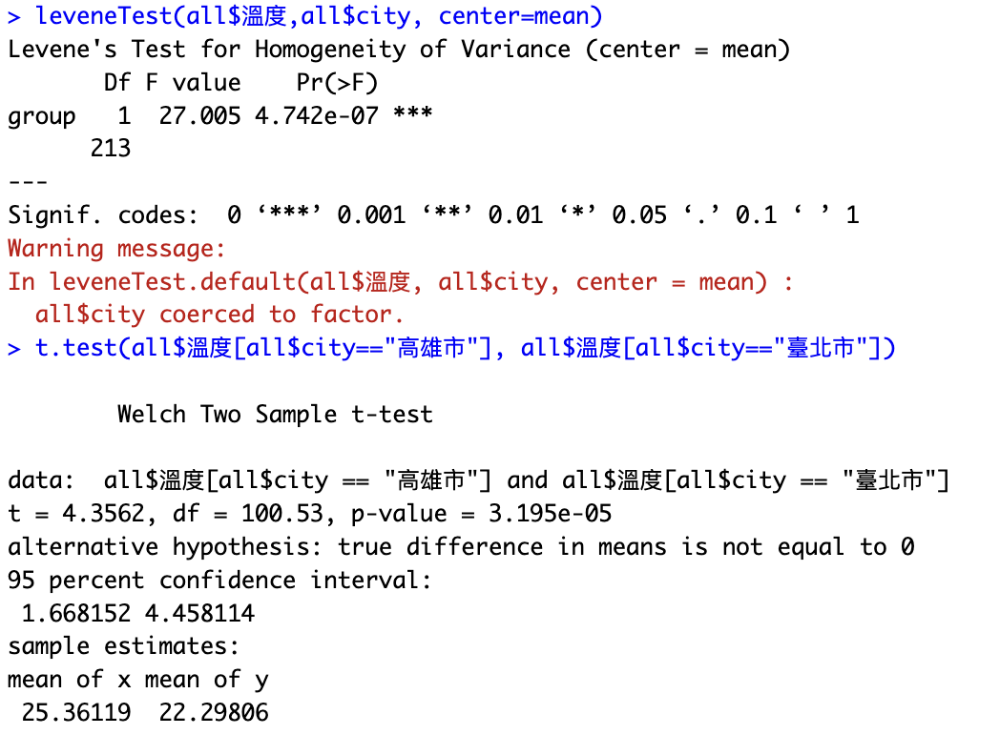 > leveneTest(all$溫度,all$city, center=mean)
Levene's Test for Homogeneity of Variance (center = mean)
       Df F value    Pr(>F)    
group   1  27.005 4.742e-07 ***
      213                      
---
Signif. codes:  0 ‘***’ 0.001 ‘**’ 0.01 ‘*’ 0.05 ‘.’ 0.1 ‘ ’ 1
Warning message:
In leveneTest.default(all$溫度, all$city, center = mean) :
  all$city coerced to factor.
> t.test(all$溫度[all$city=="高雄市"], all$溫度[all$city=="臺北市"])
        Welch Two Sample t-test
data:  all$溫度[all$city == "高雄市"] and all$溫度[all$city == "臺北市"]
t = 4.3562, df = 100.53, p-value = 3.195e-05
alternative hypothesis: true difference in means is not equal to 0
95 percent confidence interval:
 1.668152 4.458114
sample estimates:
mean of x mean of y
 25.36119  22.29806